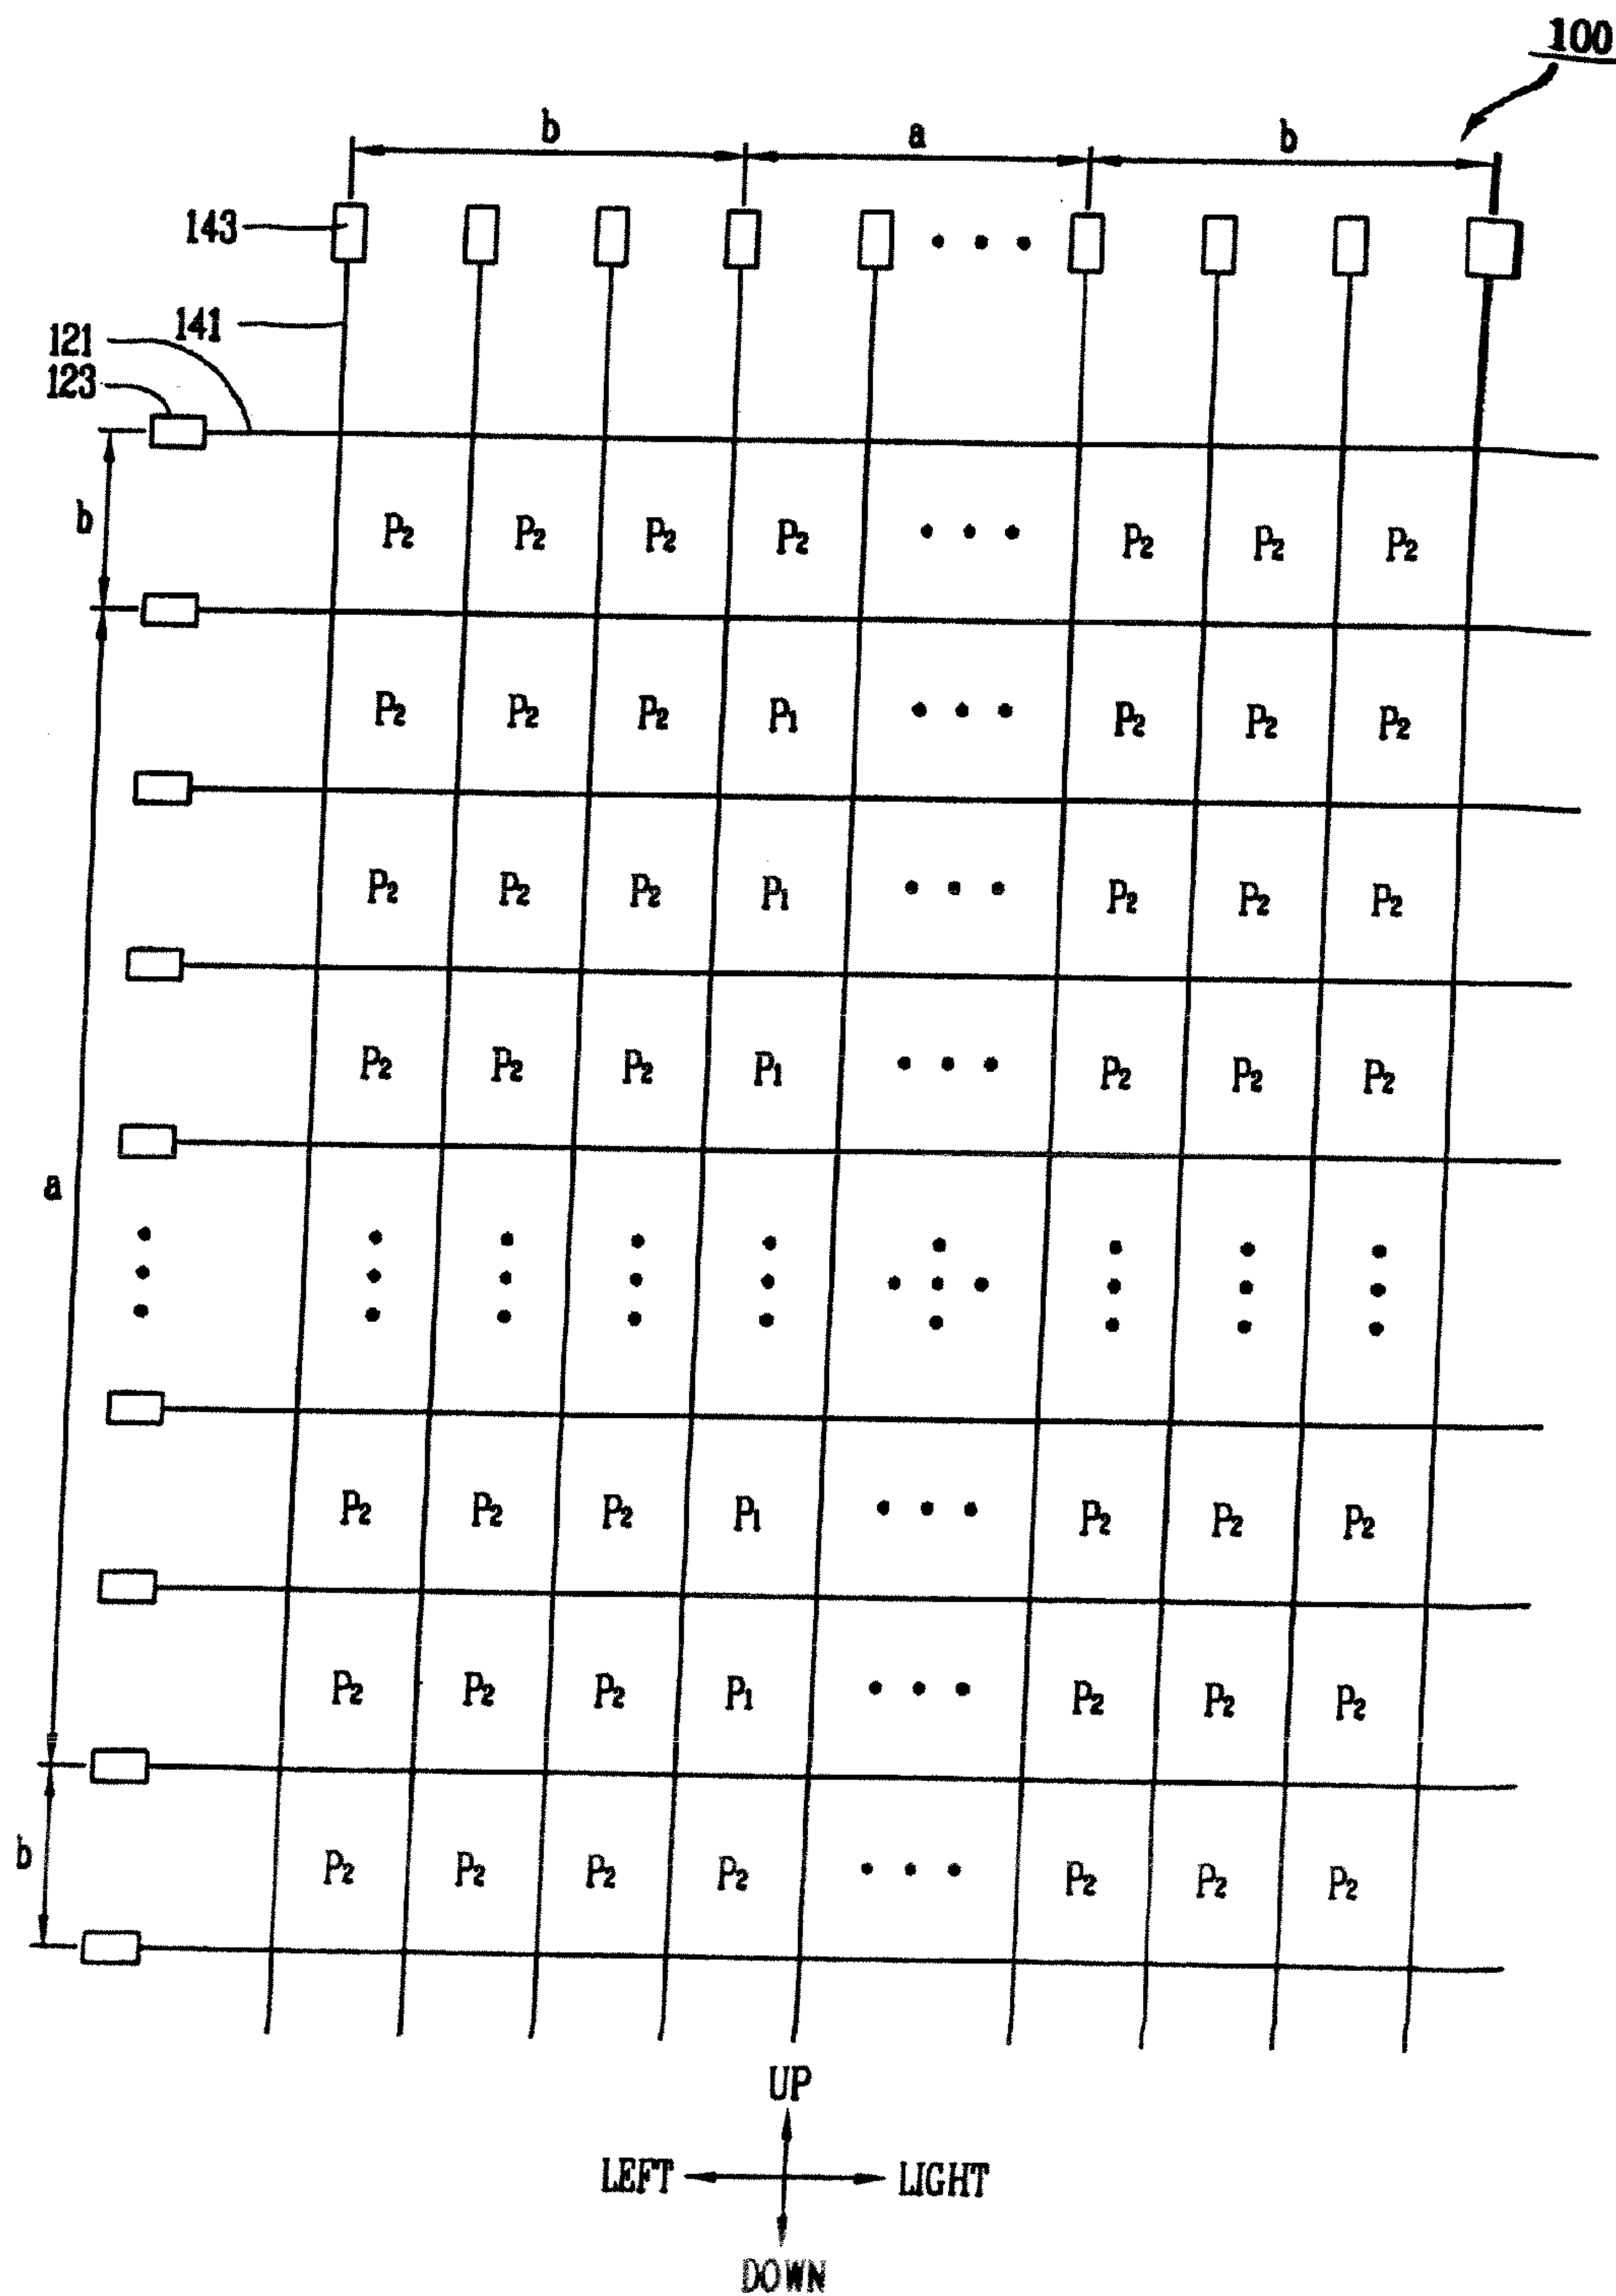 100
b a b
143
141
121
123
b
P₂ P₂ P₂ P₂ • • • P₂ P₂ P₂
P₂ P₂ P₂ P₁ • • • P₂ P₂ P₂
P₂ P₂ P₂ P₁ • • • P₂ P₂ P₂
P₂ P₂ P₂ P₁ • • • P₂ P₂ P₂
a
P₂ P₂ P₂ P₁ • • • P₂ P₂ P₂
P₂ P₂ P₂ P₁ • • • P₂ P₂ P₂
b
P₂ P₂ P₂ P₂ • • • P₂ P₂ P₂
UP
LEFT LIGHT
DOWN